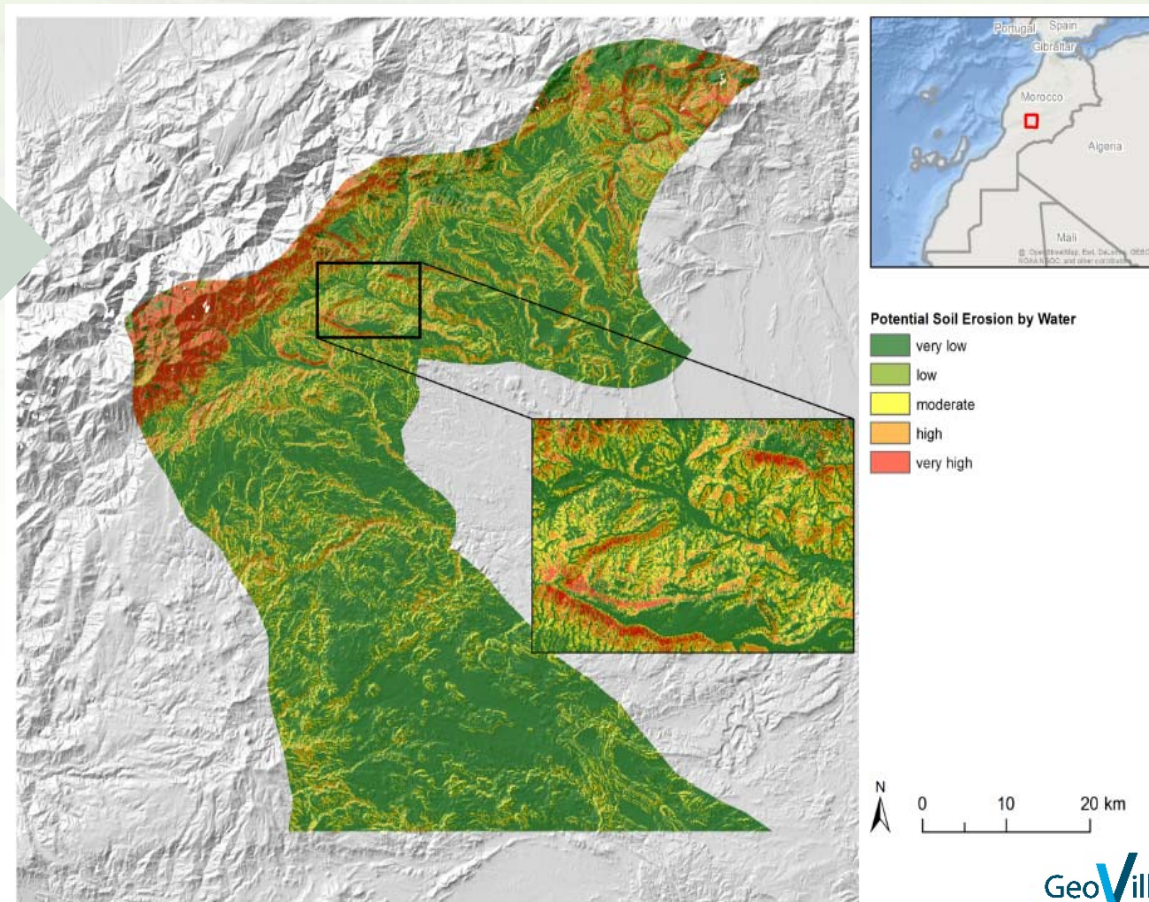 Portugal
Spain
Gibraltar
Morocco
Algeria
Mali
Potential Soil Erosion by Water
very low
low
moderate
high
very high
N
0 10 20 km
GeoVill